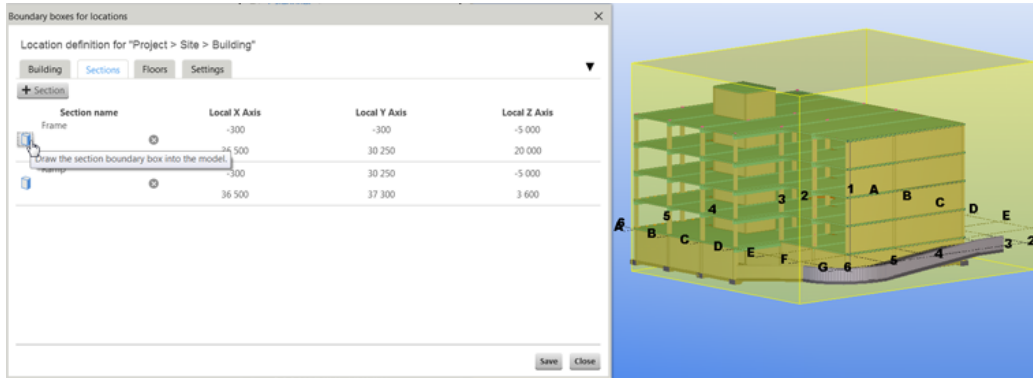 Boundary boxes for locations
Location definition for "Project > Site > Building"
Building Sections Floors Settings
+ Section
Section name Local X Axis Local Y Axis Local Z Axis
Frame -300 -300 -5 000
36 500 30 250 20 000
Draw the section boundary box into the model.
Ramp -300 30 250 -5 000
36 500 37 300 3 600
Save Close
1 A B C D E
5 4 3 2
6 A B C D E F G 6 5 4 3 2